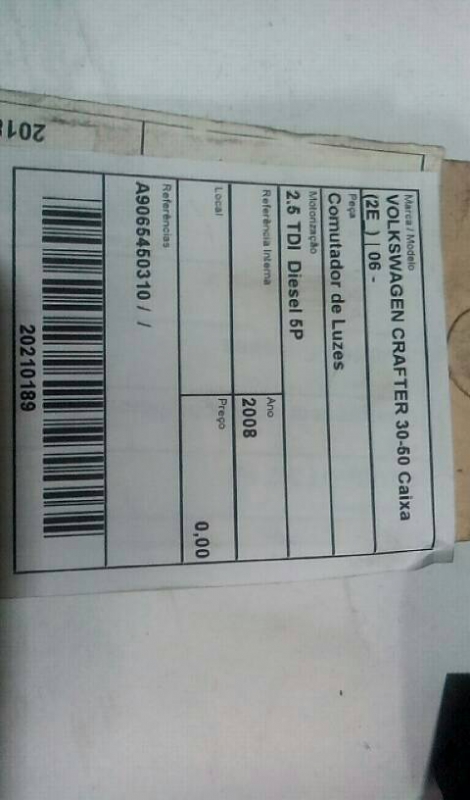 Marca / Modelo
VOLKSWAGEN CRAFTER 30-50 Caixa
(2E_) | 06 -
Peça
Comutador de Luzes
Motorização
2.5 TDI Diesel 5P
Referência Interna
Ano
2008
Local
Preço
0,00
Referências
A9065450310 / /
20210189